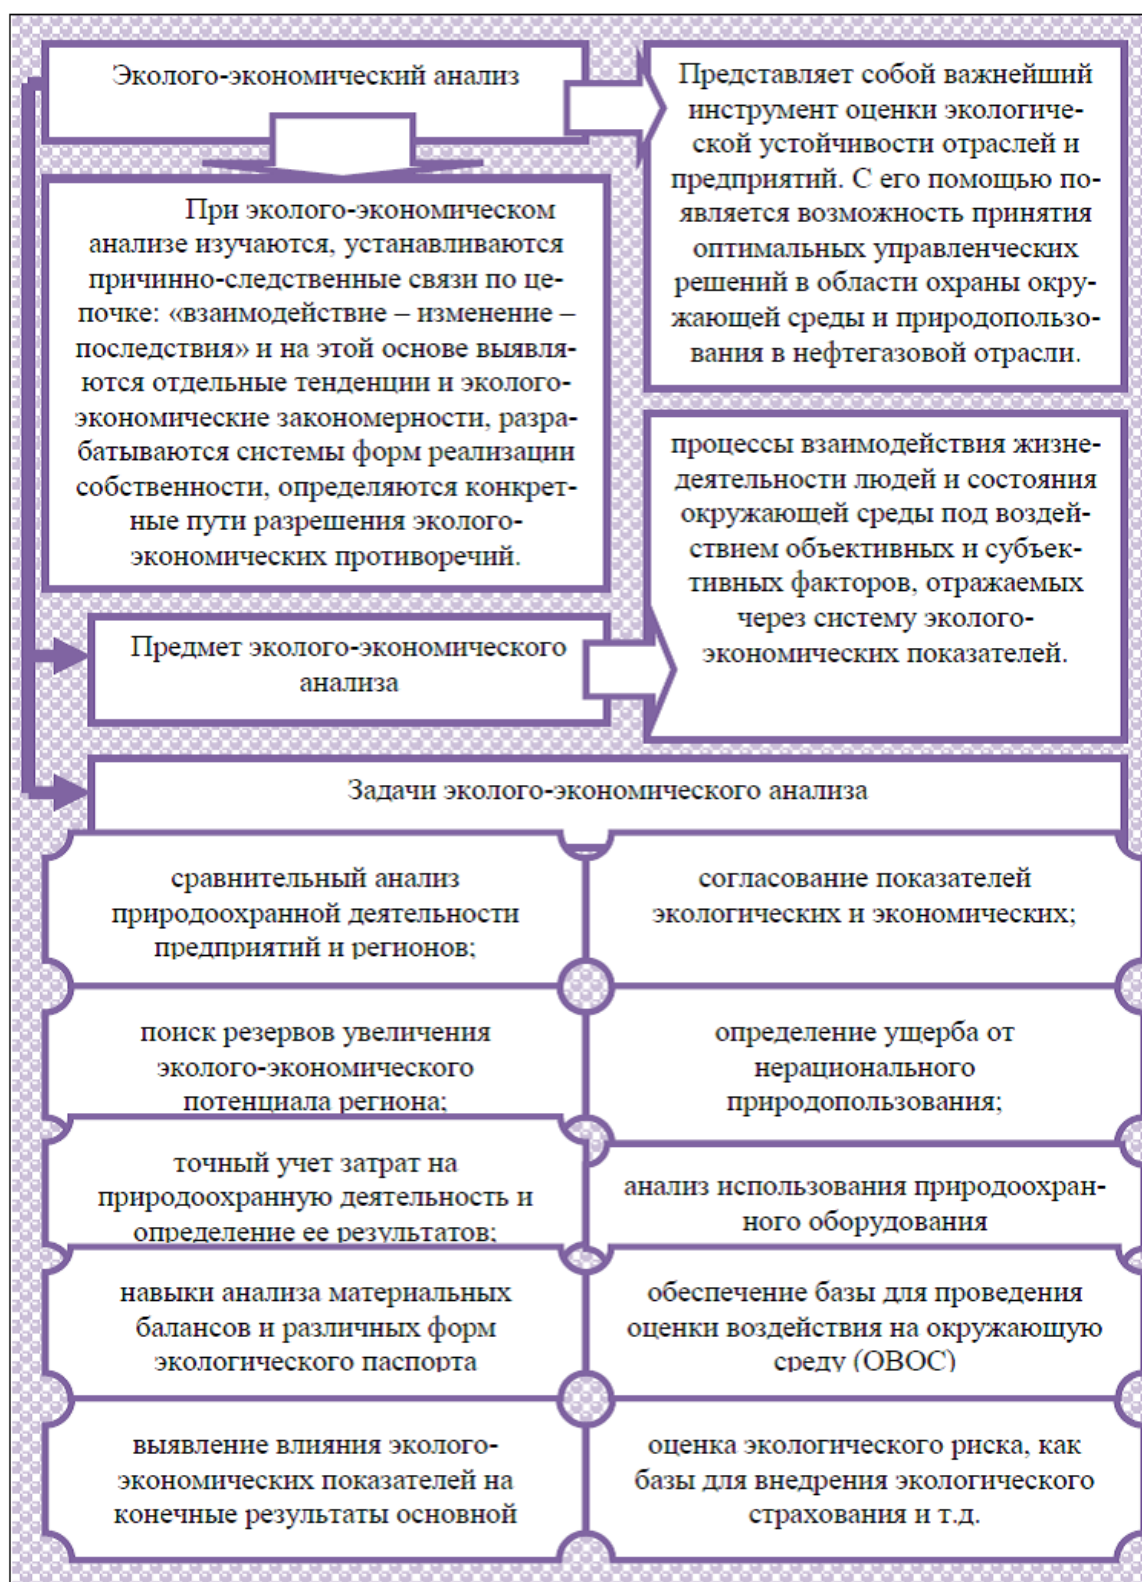 Эколого-экономический анализ
Представляет собой важнейший
инструмент оценки экологиче-
ской устойчивости отраслей и
предприятий. С его помощью по-
является возможность принятия
оптимальных управленческих
решений в области охраны окру-
жающей среды и природопользо-
вания в нефтегазовой отрасли.
При эколого-экономическом
анализе изучаются, устанавливаются
причинно-следственные связи по це-
почке: «взаимодействие – изменение –
последствия» и на этой основе выявля-
ются отдельные тенденции и эколого-
экономические закономерности, разра-
батываются системы форм реализации
собственности, определяются конкрет-
ные пути разрешения эколого-
экономических противоречий.
Предмет эколого-экономического
анализа
процессы взаимодействия жизне-
деятельности людей и состояния
окружающей среды под воздей-
ствием объективных и субъек-
тивных факторов, отражаемых
через систему эколого-
экономических показателей.
Задачи эколого-экономического анализа
сравнительный анализ
природоохранной деятельности
предприятий и регионов;
согласование показателей
экологических и экономических;
поиск резервов увеличения
эколого-экономического
потенциала региона;
определение ущерба от
нерационального
природопользования;
точный учет затрат на
природоохранную деятельность и
определение ее результатов;
анализ использования природоохран-
ного оборудования
навыки анализа материальных
балансов и различных форм
экологического паспорта
обеспечение базы для проведения
оценки воздействия на окружающую
среду (ОВОС)
выявление влияния эколого-
экономических показателей на
конечные результаты основной
оценка экологического риска, как
базы для внедрения экологического
страхования и т.д.